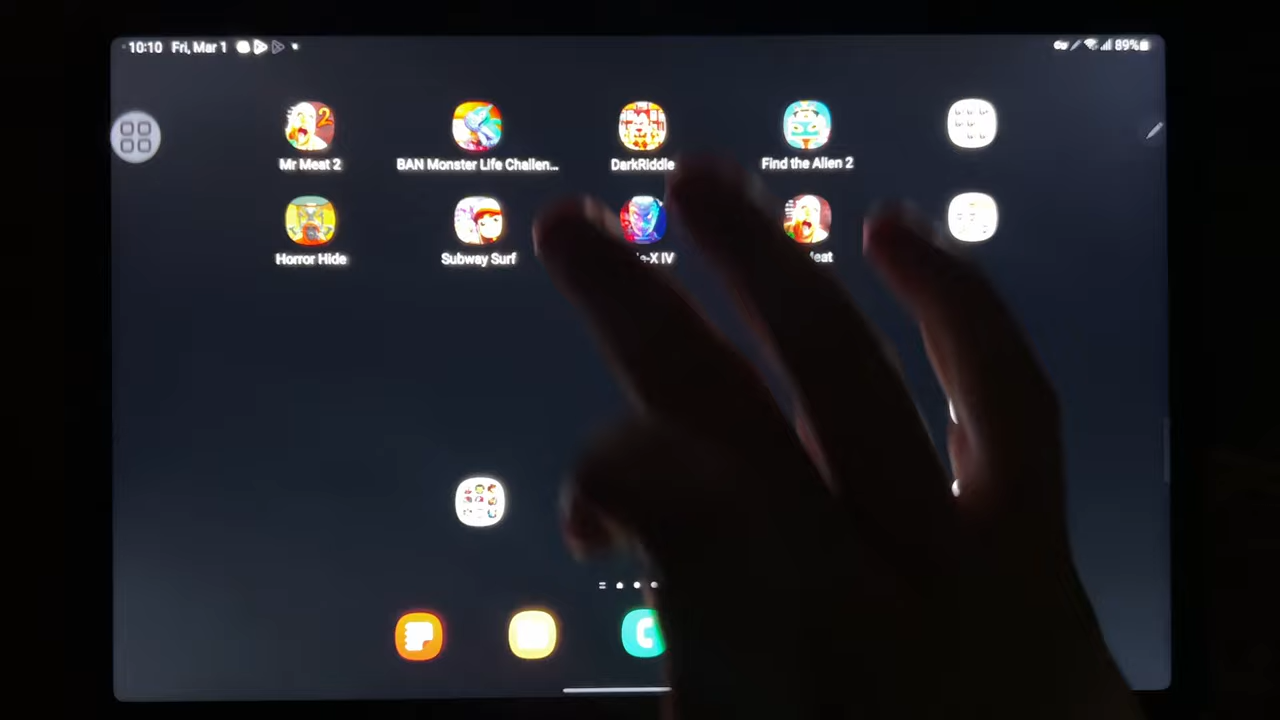 10:10 Fri, Mar 1
89%
Mr Meat 2
BAN Monster Life Challen...
DarkRiddle
Find the Alien 2
Horror Hide
Subway Surf